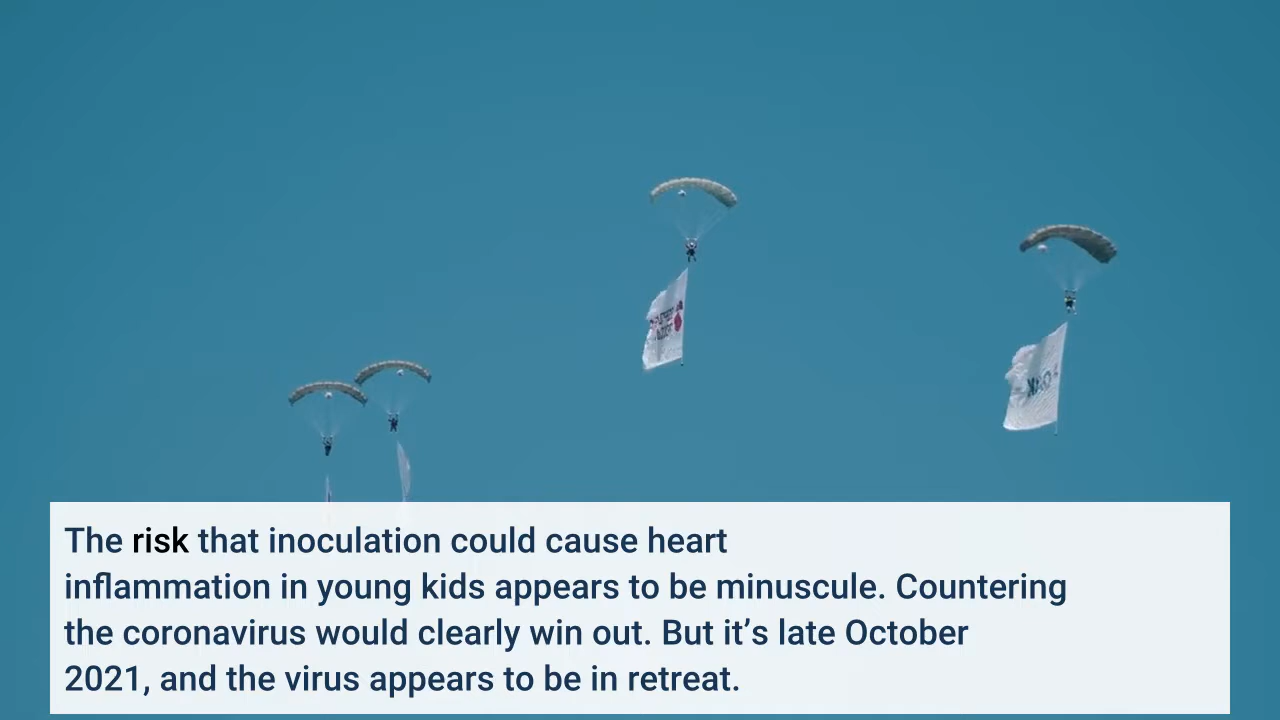 The risk that inoculation could cause heart
inflammation in young kids appears to be minuscule. Countering
the coronavirus would clearly win out. But it’s late October
2021, and the virus appears to be in retreat.